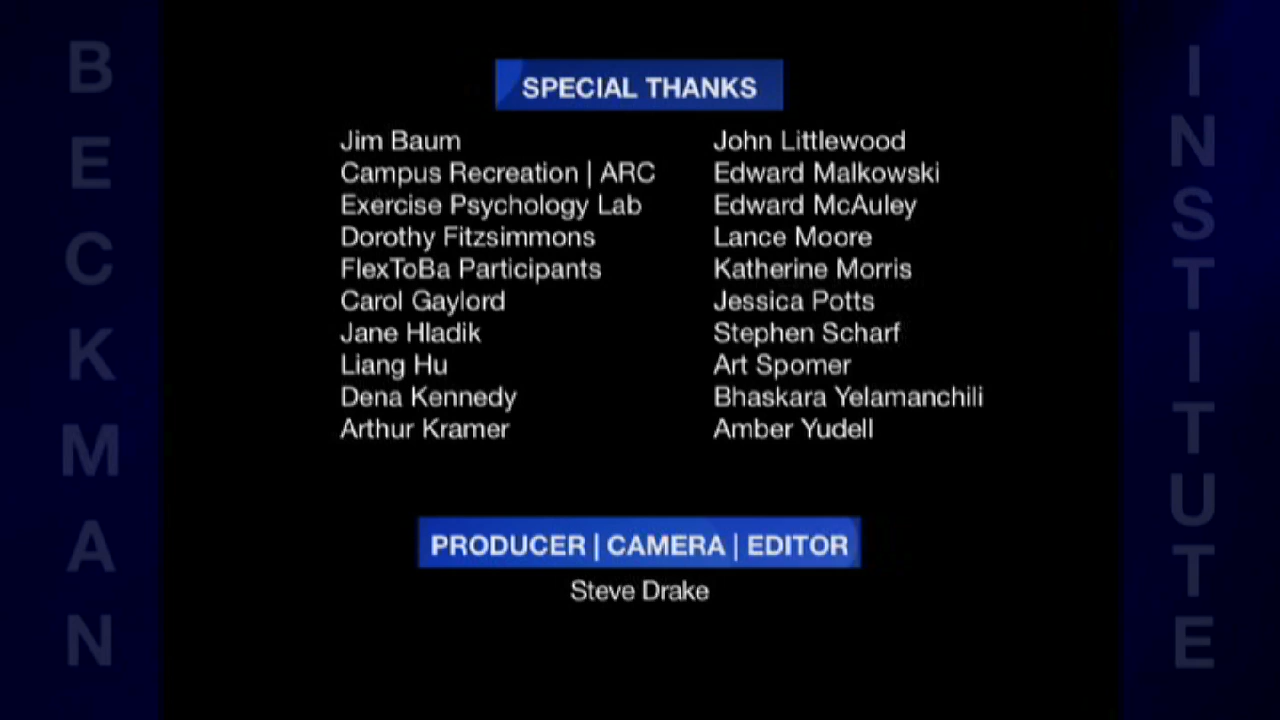 BECKMAN
SPECIAL THANKS
Jim Baum
Campus Recreation | ARC
Exercise Psychology Lab
Dorothy Fitzsimmons
FlexToBa Participants
Carol Gaylord
Jane Hladik
Liang Hu
Dena Kennedy
Arthur Kramer
John Littlewood
Edward Malkowski
Edward McAuley
Lance Moore
Katherine Morris
Jessica Potts
Stephen Scharf
Art Spomer
Bhaskara Yelamanchili
Amber Yudell
PRODUCER | CAMERA | EDITOR
Steve Drake
INSTITUTE